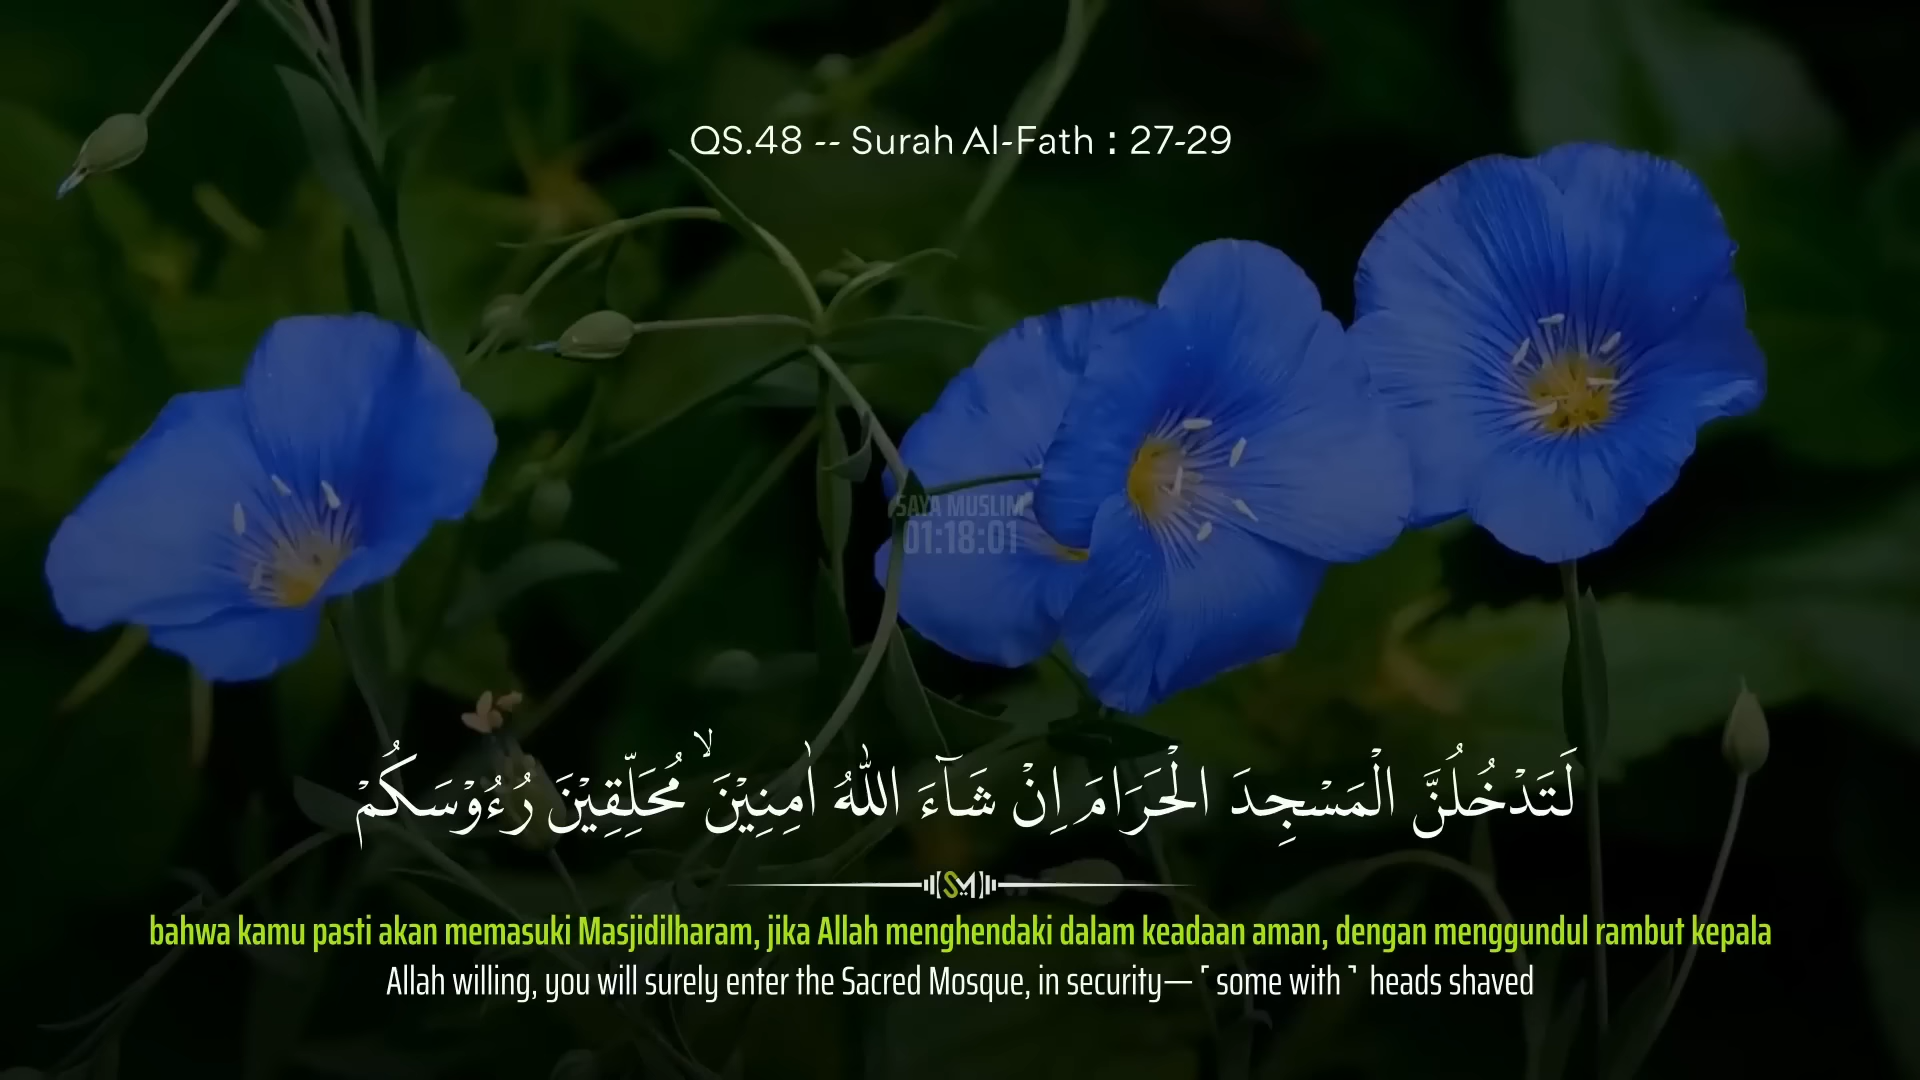 QS.48 -- Surah Al-Fath : 27-29
SAYA MUSLIM
01:18:01
لَتَدْخُلُنَّ الْمَسْجِدَ الْحَرَامَ اِنْ شَاۤءَ اللّٰهُ اٰمِنِيْنَۙ مُحَلِّقِيْنَ رُءُوْسَكُمْ
SM
bahwa kamu pasti akan memasuki Masjidilharam, jika Allah menghendaki dalam keadaan aman, dengan menggundul rambut kepala
Allah willing, you will surely enter the Sacred Mosque, in security—˹some with˺ heads shaved